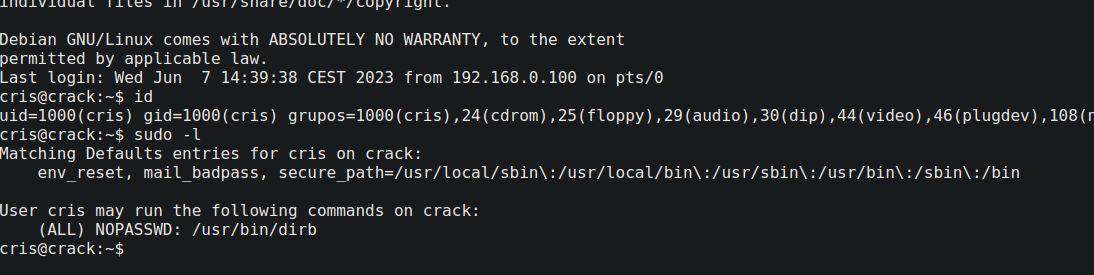 individual files in /usr/share/doc/*/copyright.
Debian GNU/Linux comes with ABSOLUTELY NO WARRANTY, to the extent
permitted by applicable law.
Last login: Wed Jun  7 14:39:38 CEST 2023 from 192.168.0.100 on pts/0
cris@crack:~$ id
uid=1000(cris) gid=1000(cris) grupos=1000(cris),24(cdrom),25(floppy),29(audio),30(dip),44(video),46(plugdev),108(n
cris@crack:~$ sudo -l
Matching Defaults entries for cris on crack:
    env_reset, mail_badpass, secure_path=/usr/local/sbin\:/usr/local/bin\:/usr/sbin\:/usr/bin\:/sbin\:/bin
User cris may run the following commands on crack:
    (ALL) NOPASSWD: /usr/bin/dirb
cris@crack:~$